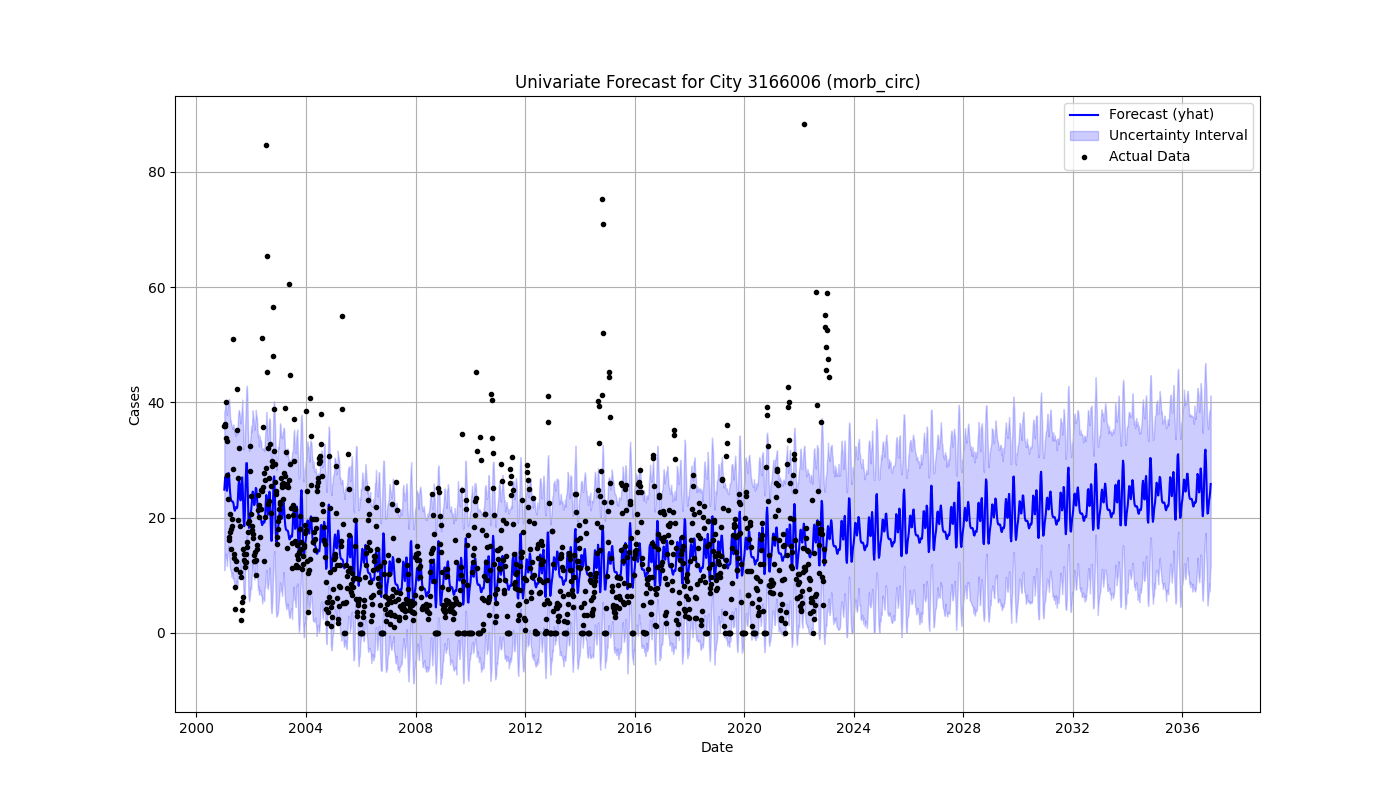 Univariate Forecast for City 3166006 (morb_circ)
Forecast (yhat)
Uncertainty Interval
Actual Data
80
60
40
20
0
Cases
2000 2004 2008 2012 2016 2020 2024 2028 2032 2036
Date